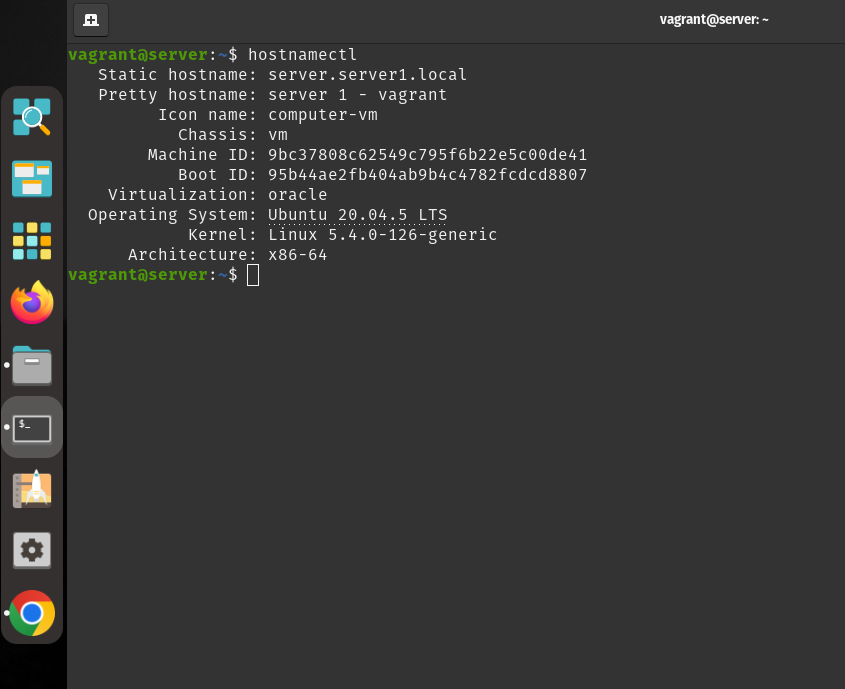 vagrant@server: ~
vagrant@server:~$ hostnamectl
Static hostname: server.server1.local
Pretty hostname: server 1 - vagrant
Icon name: computer-vm
Chassis: vm
Machine ID: 9bc37808c62549c795f6b22e5c00de41
Boot ID: 95b44ae2fb404ab9b4c4782fcdcd8807
Virtualization: oracle
Operating System: Ubuntu 20.04.5 LTS
Kernel: Linux 5.4.0-126-generic
Architecture: x86-64
vagrant@server:~$
$_